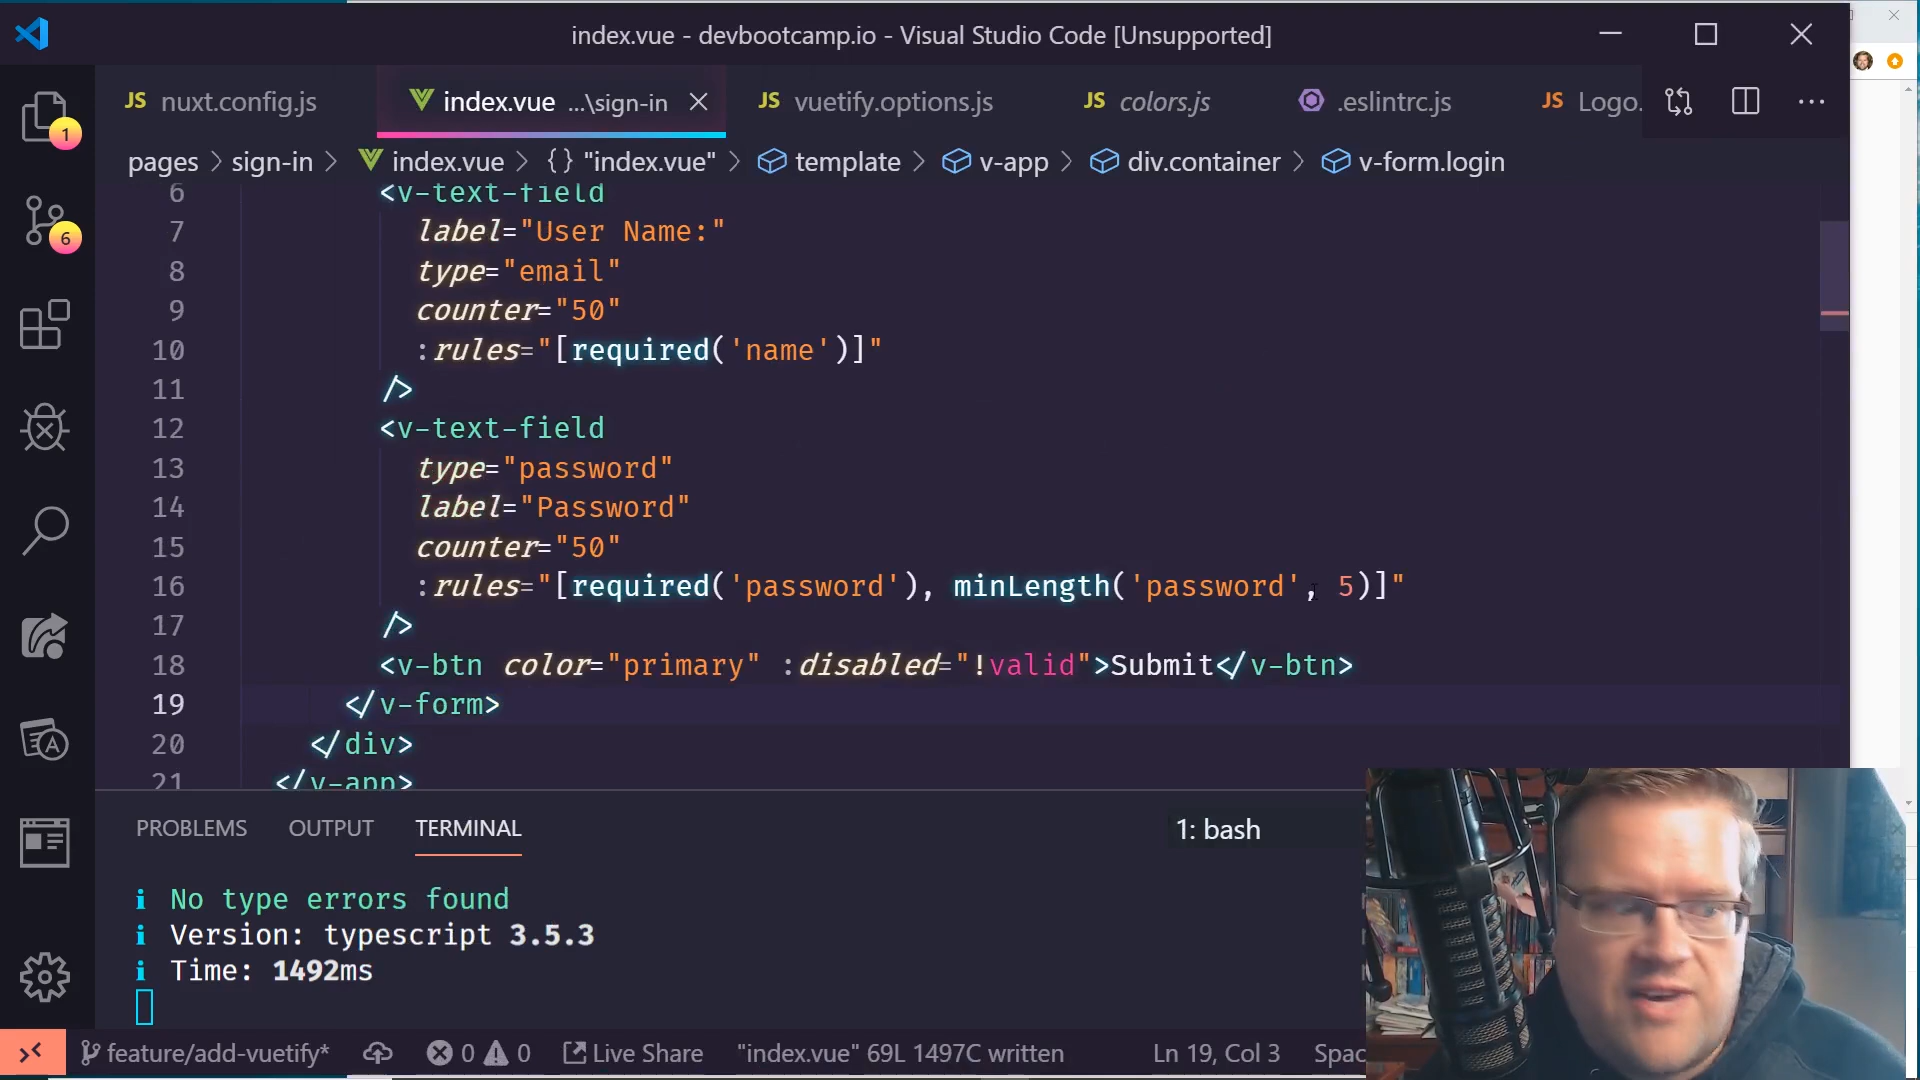 index.vue - devbootcamp.io - Visual Studio Code [Unsupported]
JS nuxt.config.js
index.vue ...\sign-in
JS vuetify.options.js
JS colors.js
.eslintrc.js
JS Logo.
pages > sign-in > index.vue > {} "index.vue" > template > v-app > div.container > v-form.login
1
6
6 <v-text-field
7 label="User Name:"
8 type="email"
9 counter="50"
10 :rules="[required('name')]"
11 />
12 <v-text-field
13 type="password"
14 label="Password"
15 counter="50"
16 :rules="[required('password'), minLength('password', 5)]"
17 />
18 <v-btn color="primary" :disabled="!valid">Submit</v-btn>
19 </v-form>
20 </div>
21 </v-app>
PROBLEMS OUTPUT TERMINAL 1: bash
i No type errors found
i Version: typescript 3.5.3
i Time: 1492ms
feature/add-vuetify* 0 0 Live Share "index.vue" 69L 1497C written Ln 19, Col 3 Spac